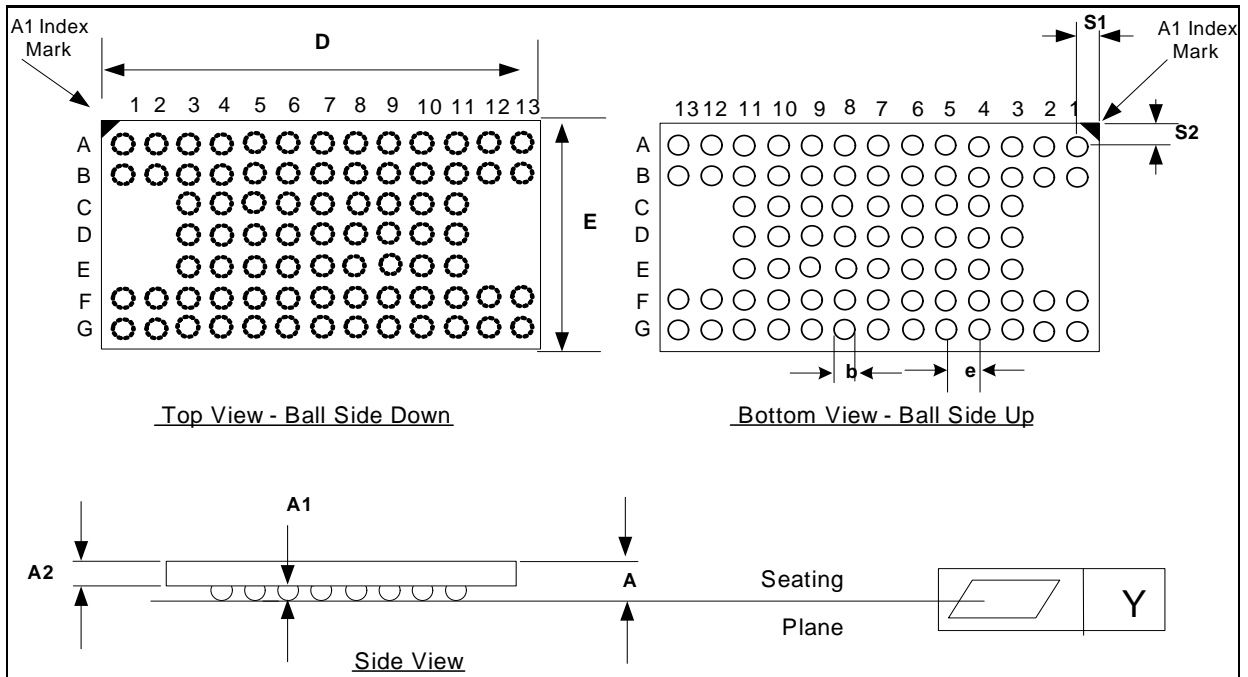 A1 Index
Mark
D
1 2 3 4 5 6 7 8 9 10 11 12 13
A
B
C
D
E
F
G
E
Top View - Ball Side Down
S1
A1 Index
Mark
S2
13 12 11 10 9 8 7 6 5 4 3 2 1
A
B
C
D
E
F
G
b
e
Bottom View - Ball Side Up
A1
A2
A
Side View
Seating
Plane
Y